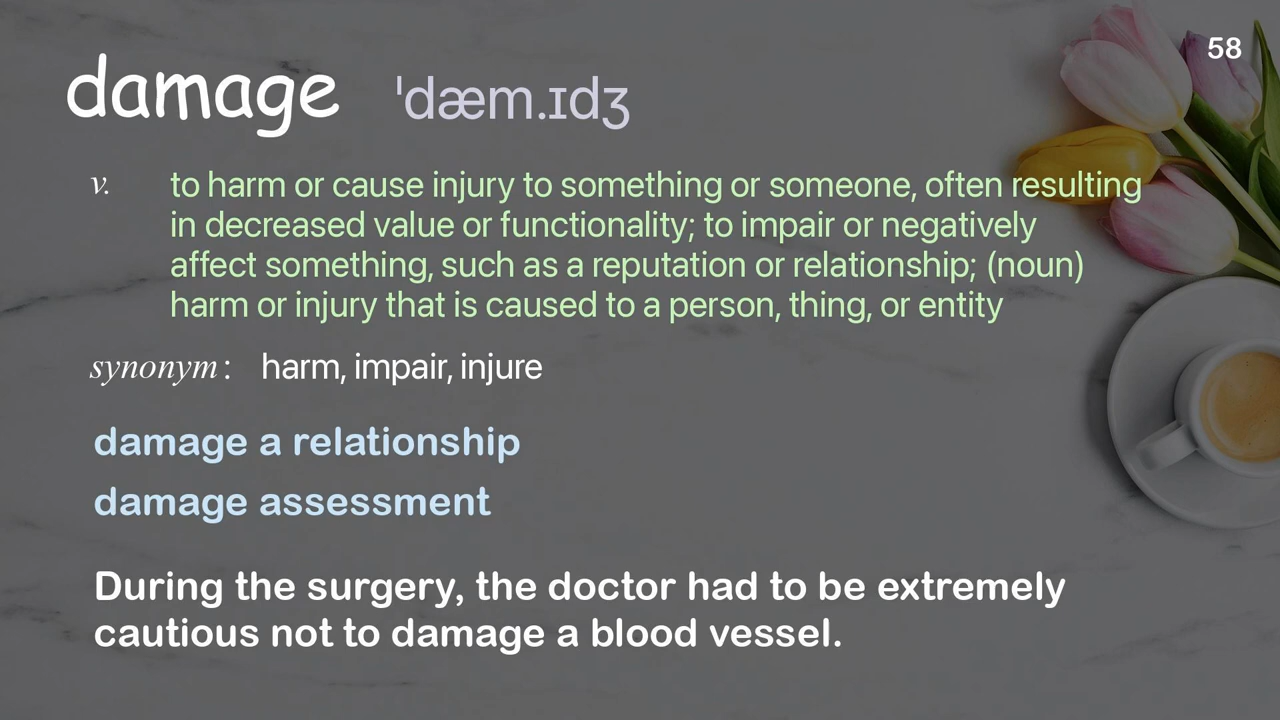 58
damage ˈdæm.ɪdʒ
v. to harm or cause injury to something or someone, often resulting
in decreased value or functionality; to impair or negatively
affect something, such as a reputation or relationship; (noun)
harm or injury that is caused to a person, thing, or entity
synonym: harm, impair, injure
damage a relationship
damage assessment
During the surgery, the doctor had to be extremely
cautious not to damage a blood vessel.